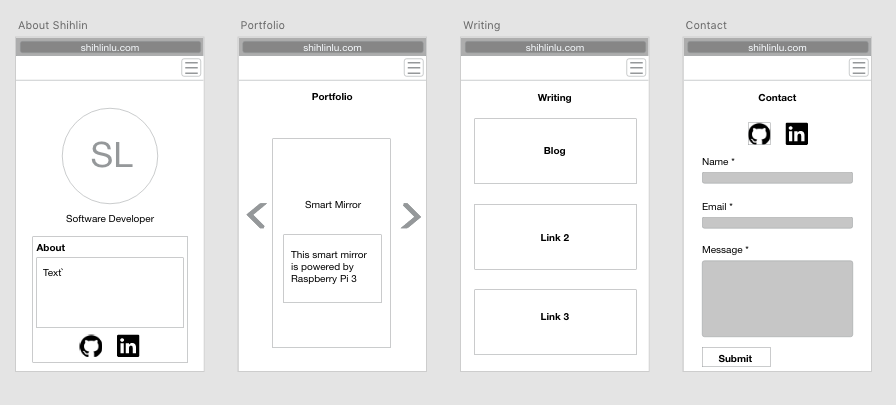 About Shihlin
shihlinlu.com
SL
Software Developer
About
Text`
in
Portfolio
shihlinlu.com
Portfolio
Smart Mirror
This smart mirror
is powered by
Raspberry Pi 3
Writing
shihlinlu.com
Writing
Blog
Link 2
Link 3
Contact
shihlinlu.com
Contact
in
Name *
Email *
Message *
Submit